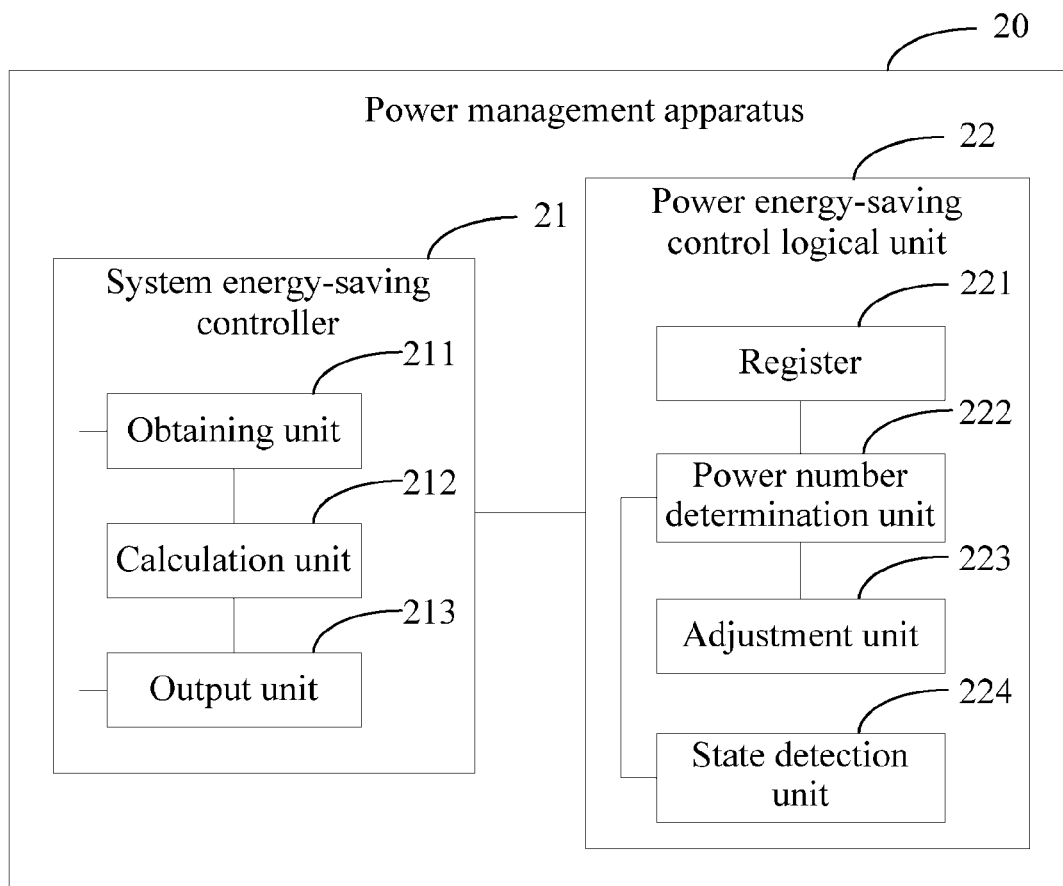 20
Power management apparatus
22
Power energy-saving
control logical unit
21
System energy-saving
controller
221
Register
211
Obtaining unit
222
Power number
determination unit
212
Calculation unit
223
Adjustment unit
213
Output unit
224
State detection
unit